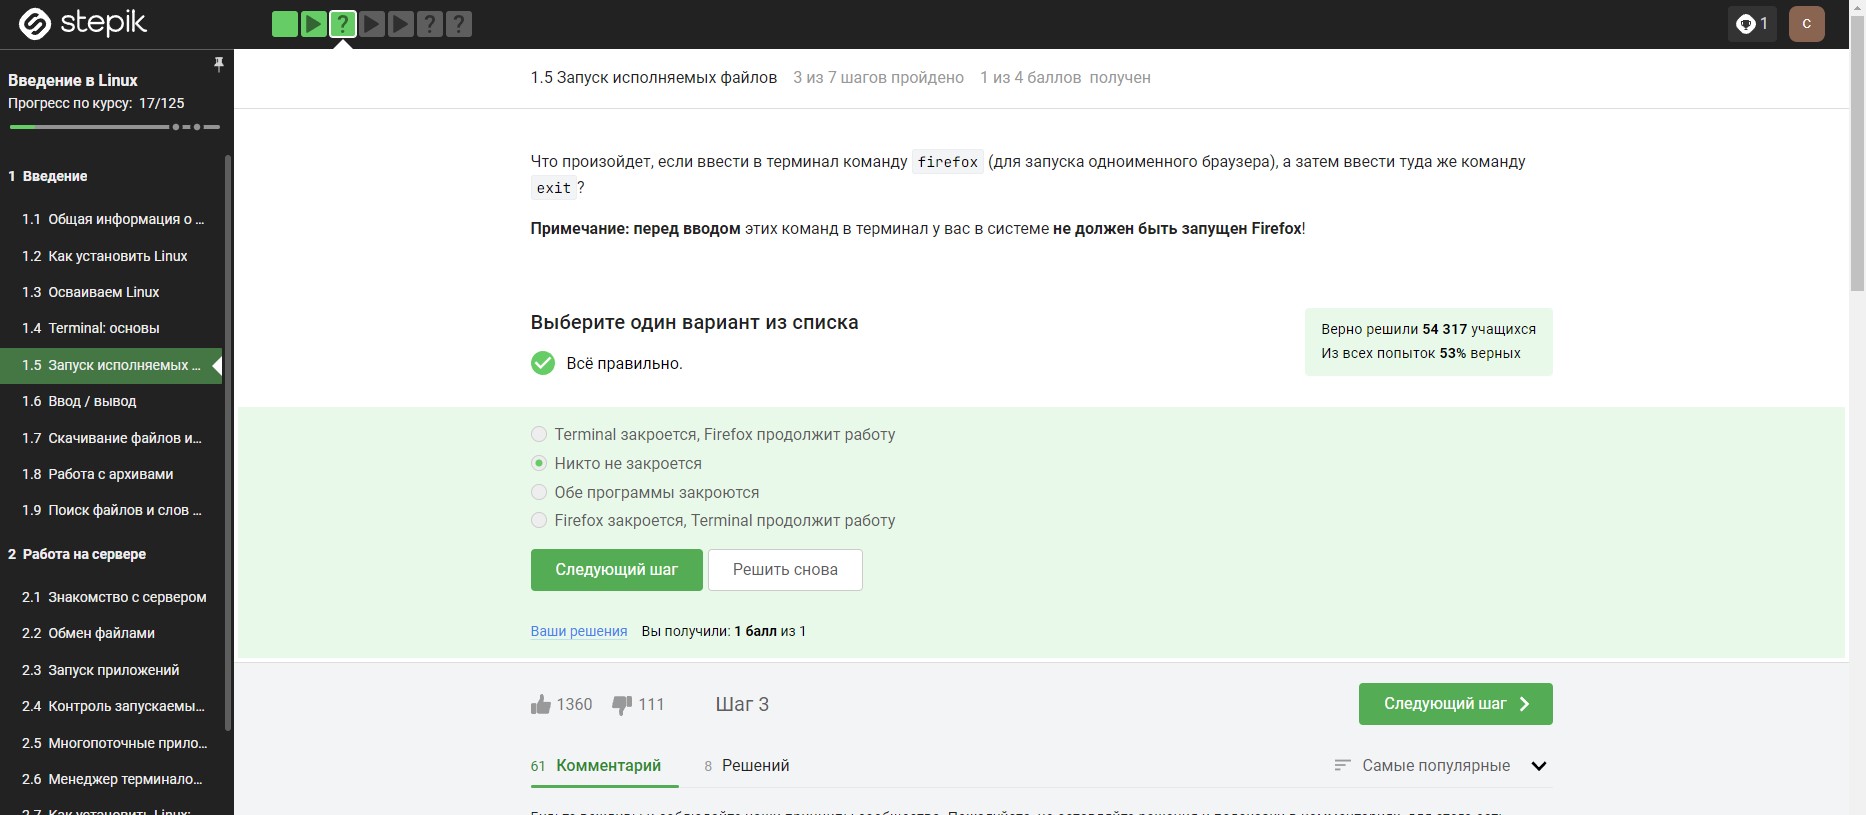 stepik
? ? ?
1
C
Введение в Linux
Прогресс по курсу: 17/125
1 Введение
1.1 Общая информация о ...
1.2 Как установить Linux
1.3 Осваиваем Linux
1.4 Terminal: основы
1.5 Запуск исполняемых ...
1.6 Ввод / вывод
1.7 Скачивание файлов и...
1.8 Работа с архивами
1.9 Поиск файлов и слов ...
2 Работа на сервере
2.1 Знакомство с сервером
2.2 Обмен файлами
2.3 Запуск приложений
2.4 Контроль запускаемы...
2.5 Многопоточные прило...
2.6 Менеджер терминало...
2.7 Как установить Linux:
1.5 Запуск исполняемых файлов 3 из 7 шагов пройдено 1 из 4 баллов получен
Что произойдет, если ввести в терминал команду firefox (для запуска одноименного браузера), а затем ввести туда же команду
exit ?
Примечание: перед вводом этих команд в терминал у вас в системе не должен быть запущен Firefox!
Выберите один вариант из списка
Всё правильно.
Верно решили 54 317 учащихся
Из всех попыток 53% верных
Terminal закроется, Firefox продолжит работу
Никто не закроется
Обе программы закроются
Firefox закроется, Terminal продолжит работу
Следующий шаг Решить снова
Ваши решения Вы получили: 1 балл из 1
1360 111 Шаг 3 Следующий шаг
61 Комментарий 8 Решений Самые популярные